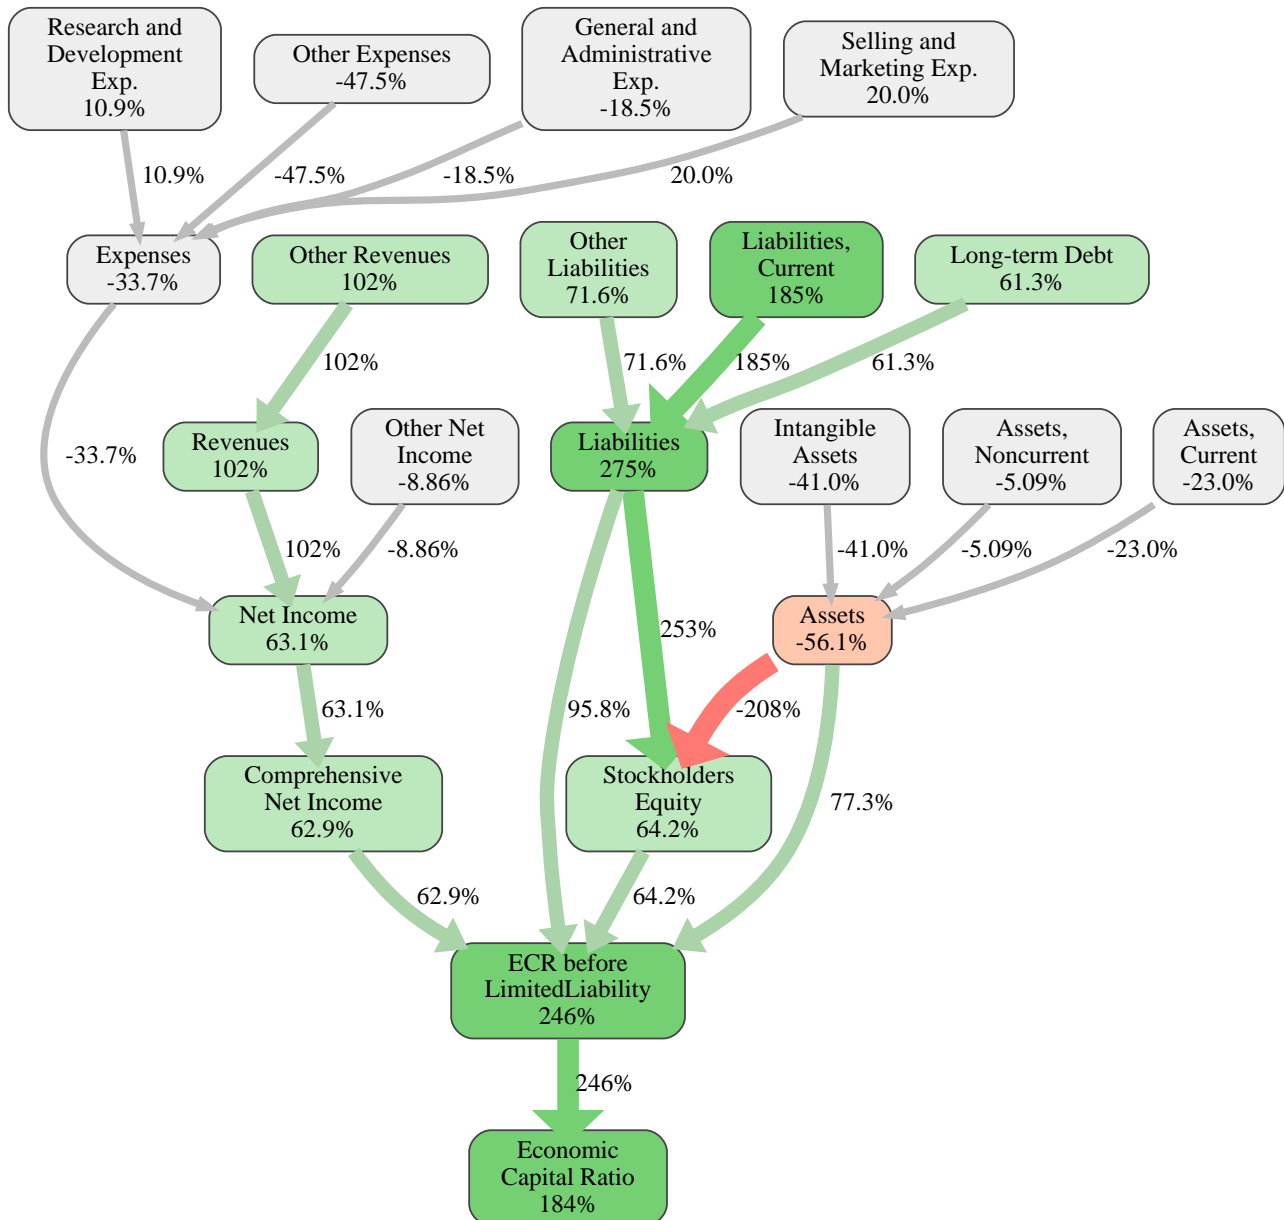 Research and
Development
Exp.
10.9%
Other Expenses
-47.5%
General and
Administrative
Exp.
-18.5%
Selling and
Marketing Exp.
20.0%
10.9%
-47.5%
-18.5%
20.0%
Expenses
-33.7%
Other Revenues
102%
Other
Liabilities
71.6%
Liabilities,
Current
185%
Long-term Debt
61.3%
102%
71.6%
185%
61.3%
-33.7%
Revenues
102%
Other Net
Income
-8.86%
Liabilities
275%
Intangible
Assets
-41.0%
Assets,
Noncurrent
-5.09%
Assets,
Current
-23.0%
102%
-8.86%
-41.0%
-5.09%
-23.0%
Net Income
63.1%
253%
Assets
-56.1%
63.1%
95.8%
-208%
Comprehensive
Net Income
62.9%
Stockholders
Equity
64.2%
77.3%
62.9%
64.2%
ECR before
LimitedLiability
246%
246%
Economic
Capital Ratio
184%